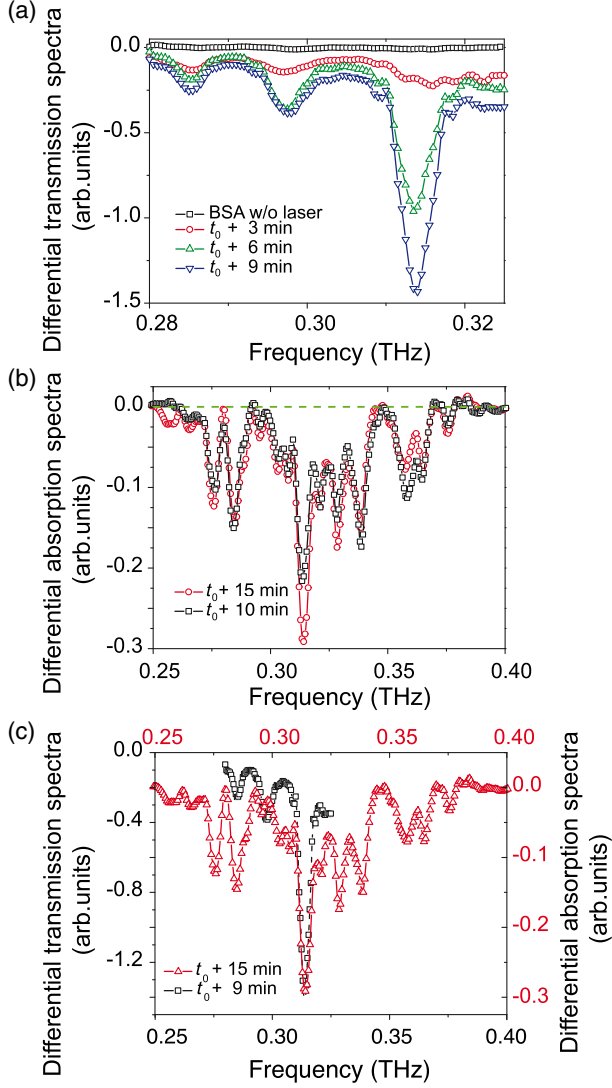 (a)
Differential transmission spectra
(arb.units)
0.0
-0.5
-1.0
-1.5
BSA w/o laser
t0 + 3 min
t0 + 6 min
t0 + 9 min
0.28
0.30
0.32
Frequency (THz)
(b)
Differential absorption spectra
(arb.units)
0.0
-0.1
-0.2
-0.3
t0+ 15 min
t0+ 10 min
0.25
0.30
0.35
0.40
Frequency (THz)
(c)
0.25
0.30
0.35
0.40
Differential transmission spectra
(arb.units)
0.0
-0.4
-0.8
-1.2
0.0
-0.1
-0.2
-0.3
Differential absorption spectra
(arb.units)
t0 + 15 min
t0 + 9 min
0.25
0.30
0.35
0.40
Frequency (THz)